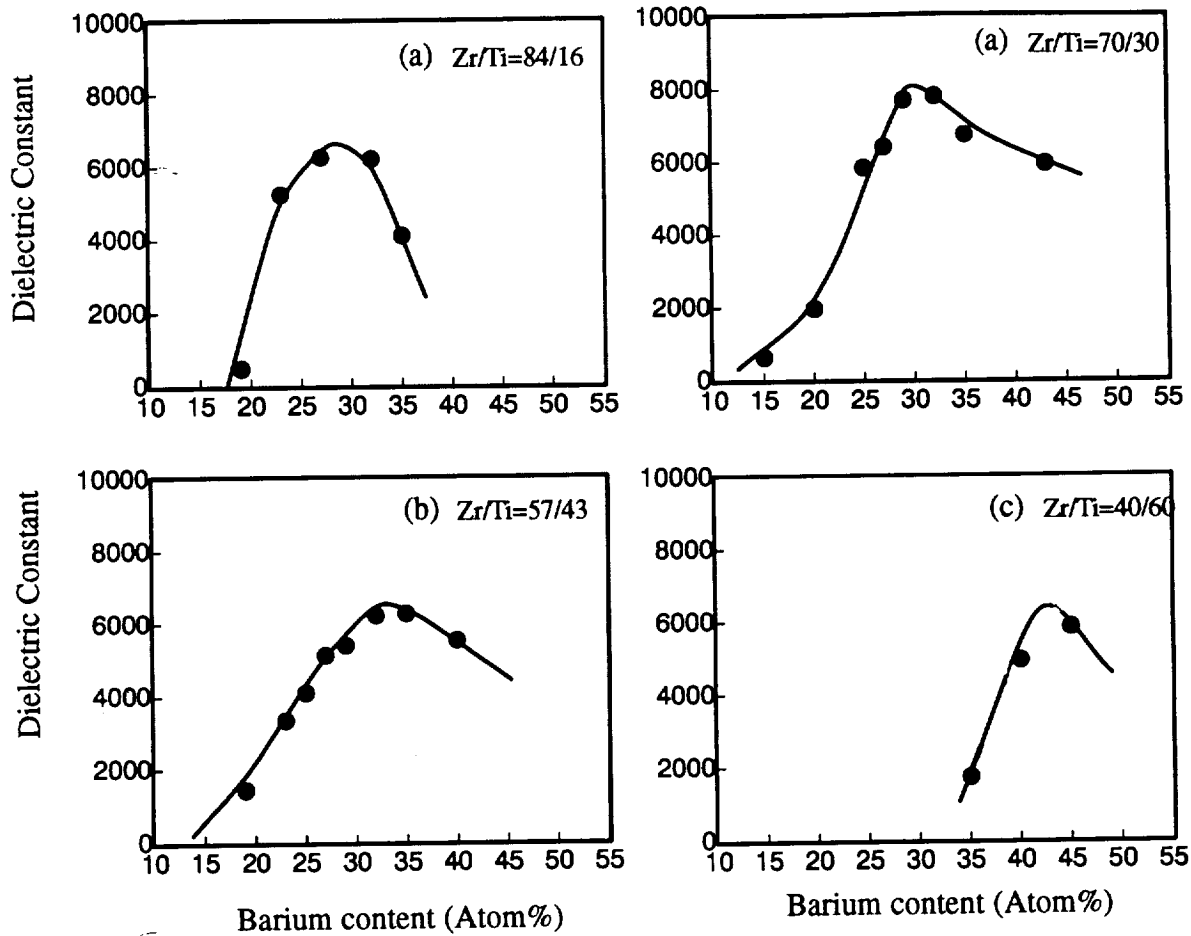 Dielectric Constant
10000
8000
6000
4000
2000
0
10 15 20 25 30 35 40 45 50 55
(a) Zr/Ti=84/16
10000
8000
6000
4000
2000
0
10 15 20 25 30 35 40 45 50 55
(a) Zr/Ti=70/30
Dielectric Constant
10000
8000
6000
4000
2000
0
10 15 20 25 30 35 40 45 50 55
(b) Zr/Ti=57/43
Barium content (Atom%)
10000
8000
6000
4000
2000
0
10 15 20 25 30 35 40 45 50 55
(c) Zr/Ti=40/60
Barium content (Atom%)